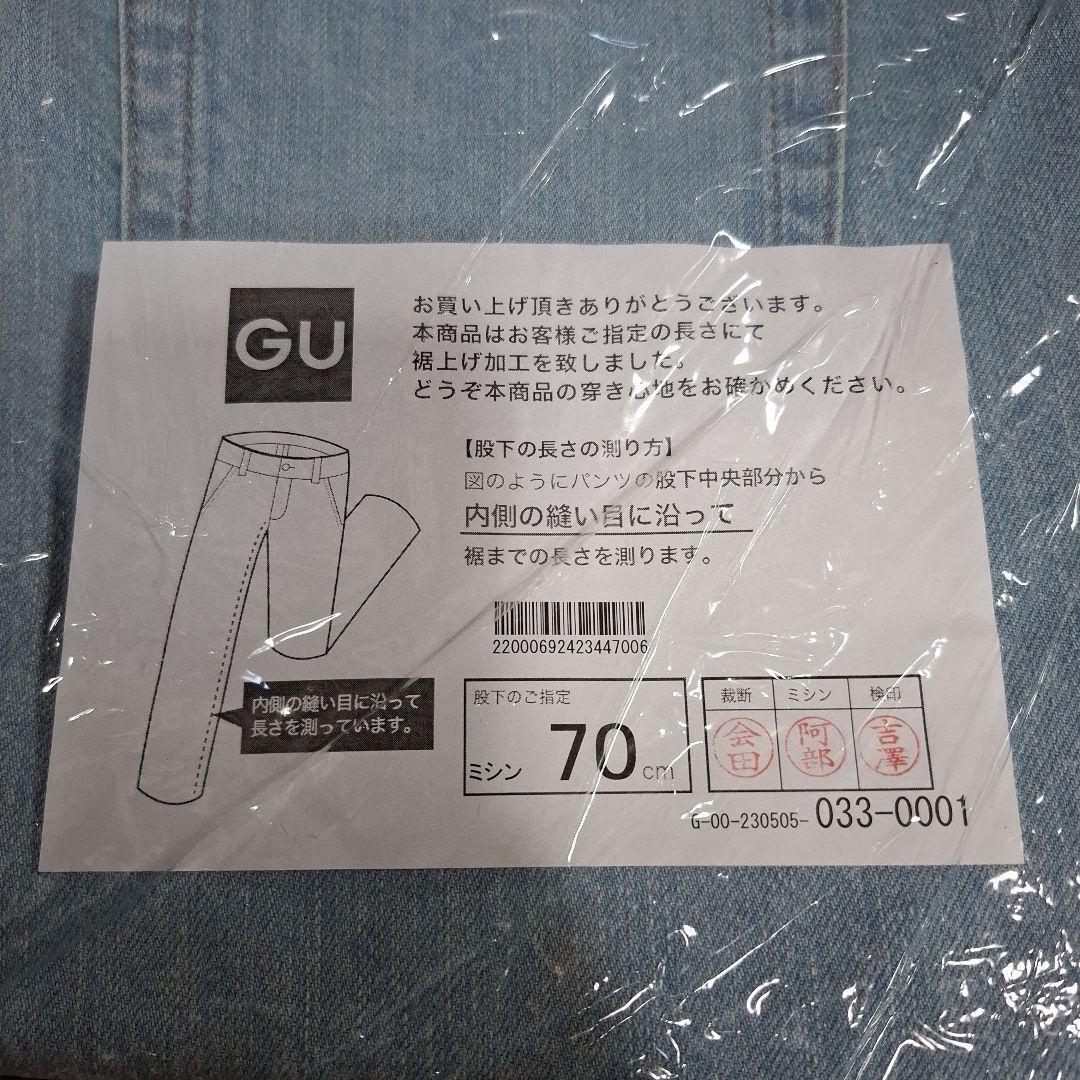 GU
お買い上げ頂きありがとうございます。
本商品はお客様ご指定の長さにて
裾上げ加工を致しました。
どうぞ本商品の穿き心地をお確かめください。
【股下の長さの測り方】
図のようにパンツの股下中央部分から
内側の縫い目に沿って
裾までの長さを測ります。
22000692423447006
内側の縫い目に沿って
長さを測っています。
股下のご指定
ミシン 70cm
裁断 ミシン 検印
会田 阿部 吉澤
G-00-230505-033-0001